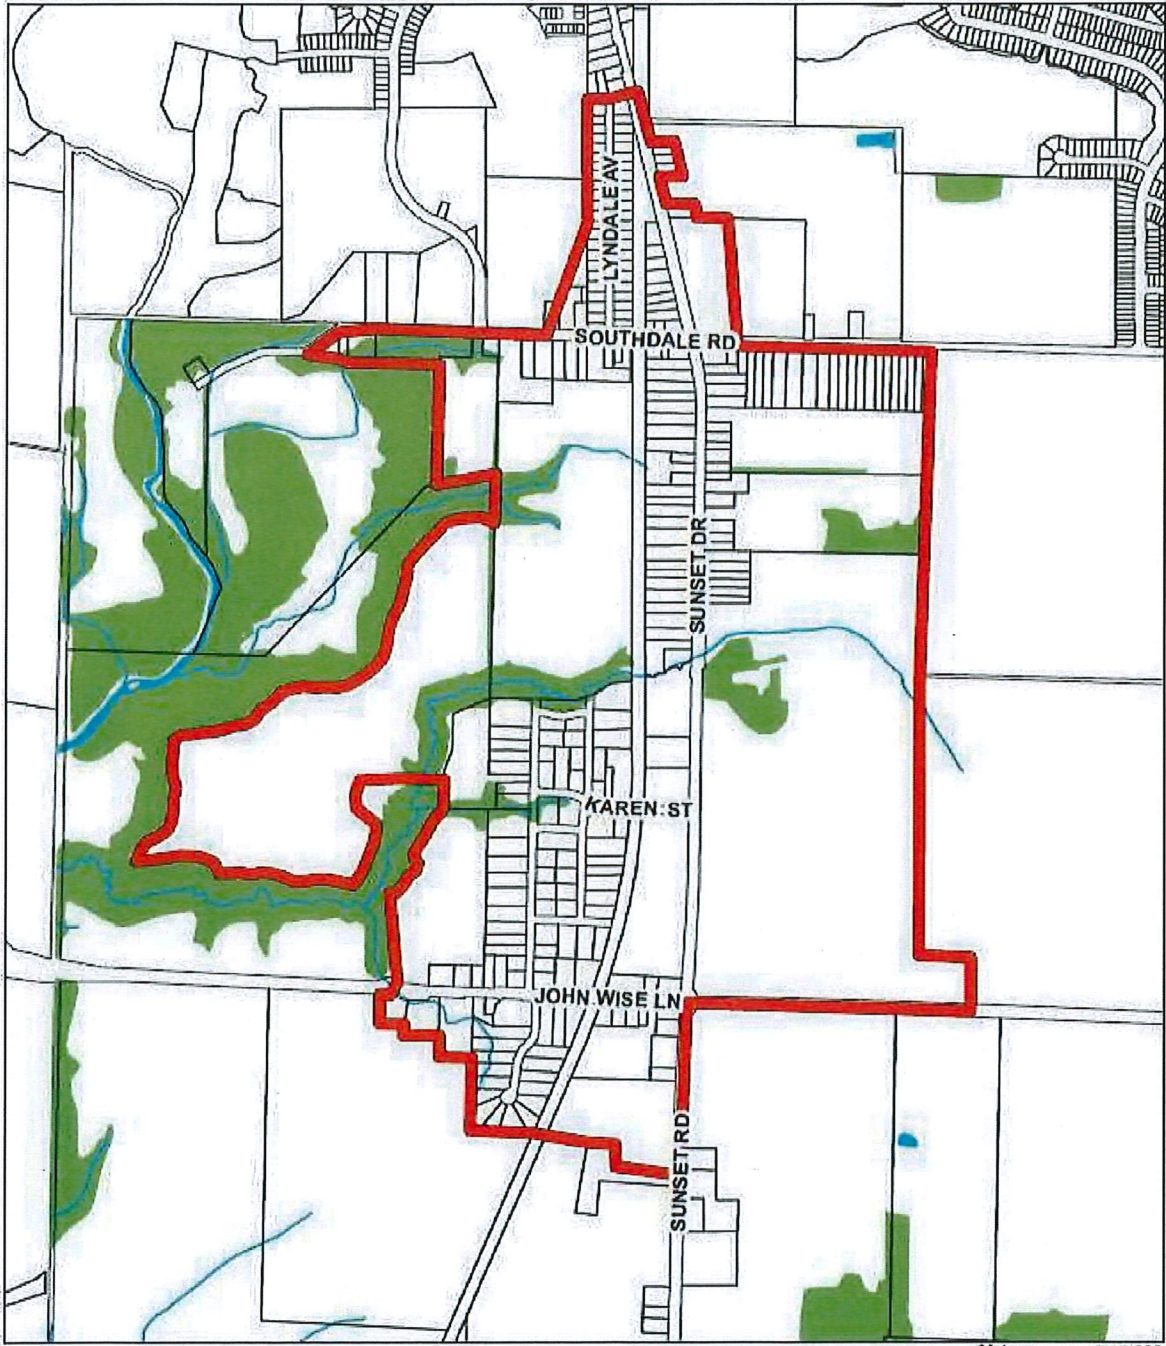 LYNDALE AV
SOUTHDALE RD
SUNSET DR
KAREN ST
JOHN WISE LN
SUNSET RD